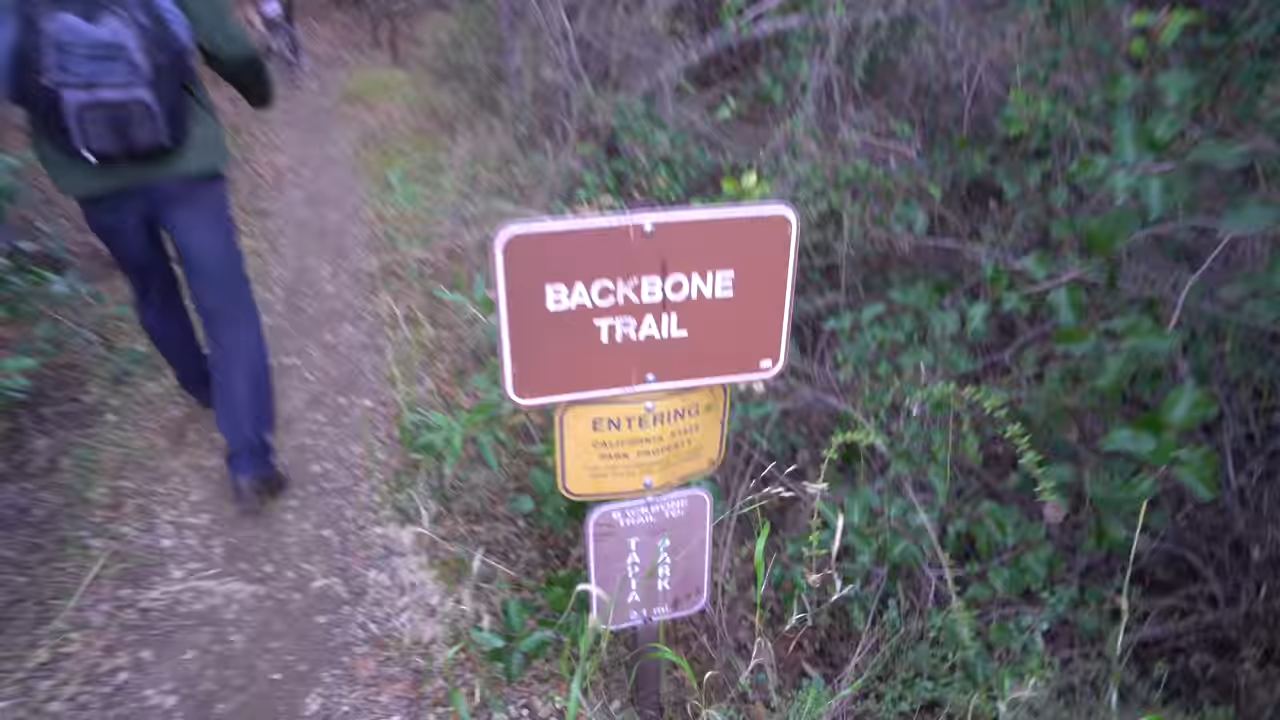 BACKBONE
TRAIL
ENTERING
CALIFORNIA STATE
PARK PROPERTY
BACKBONE
TRAIL TO:
TAPIA
PARK